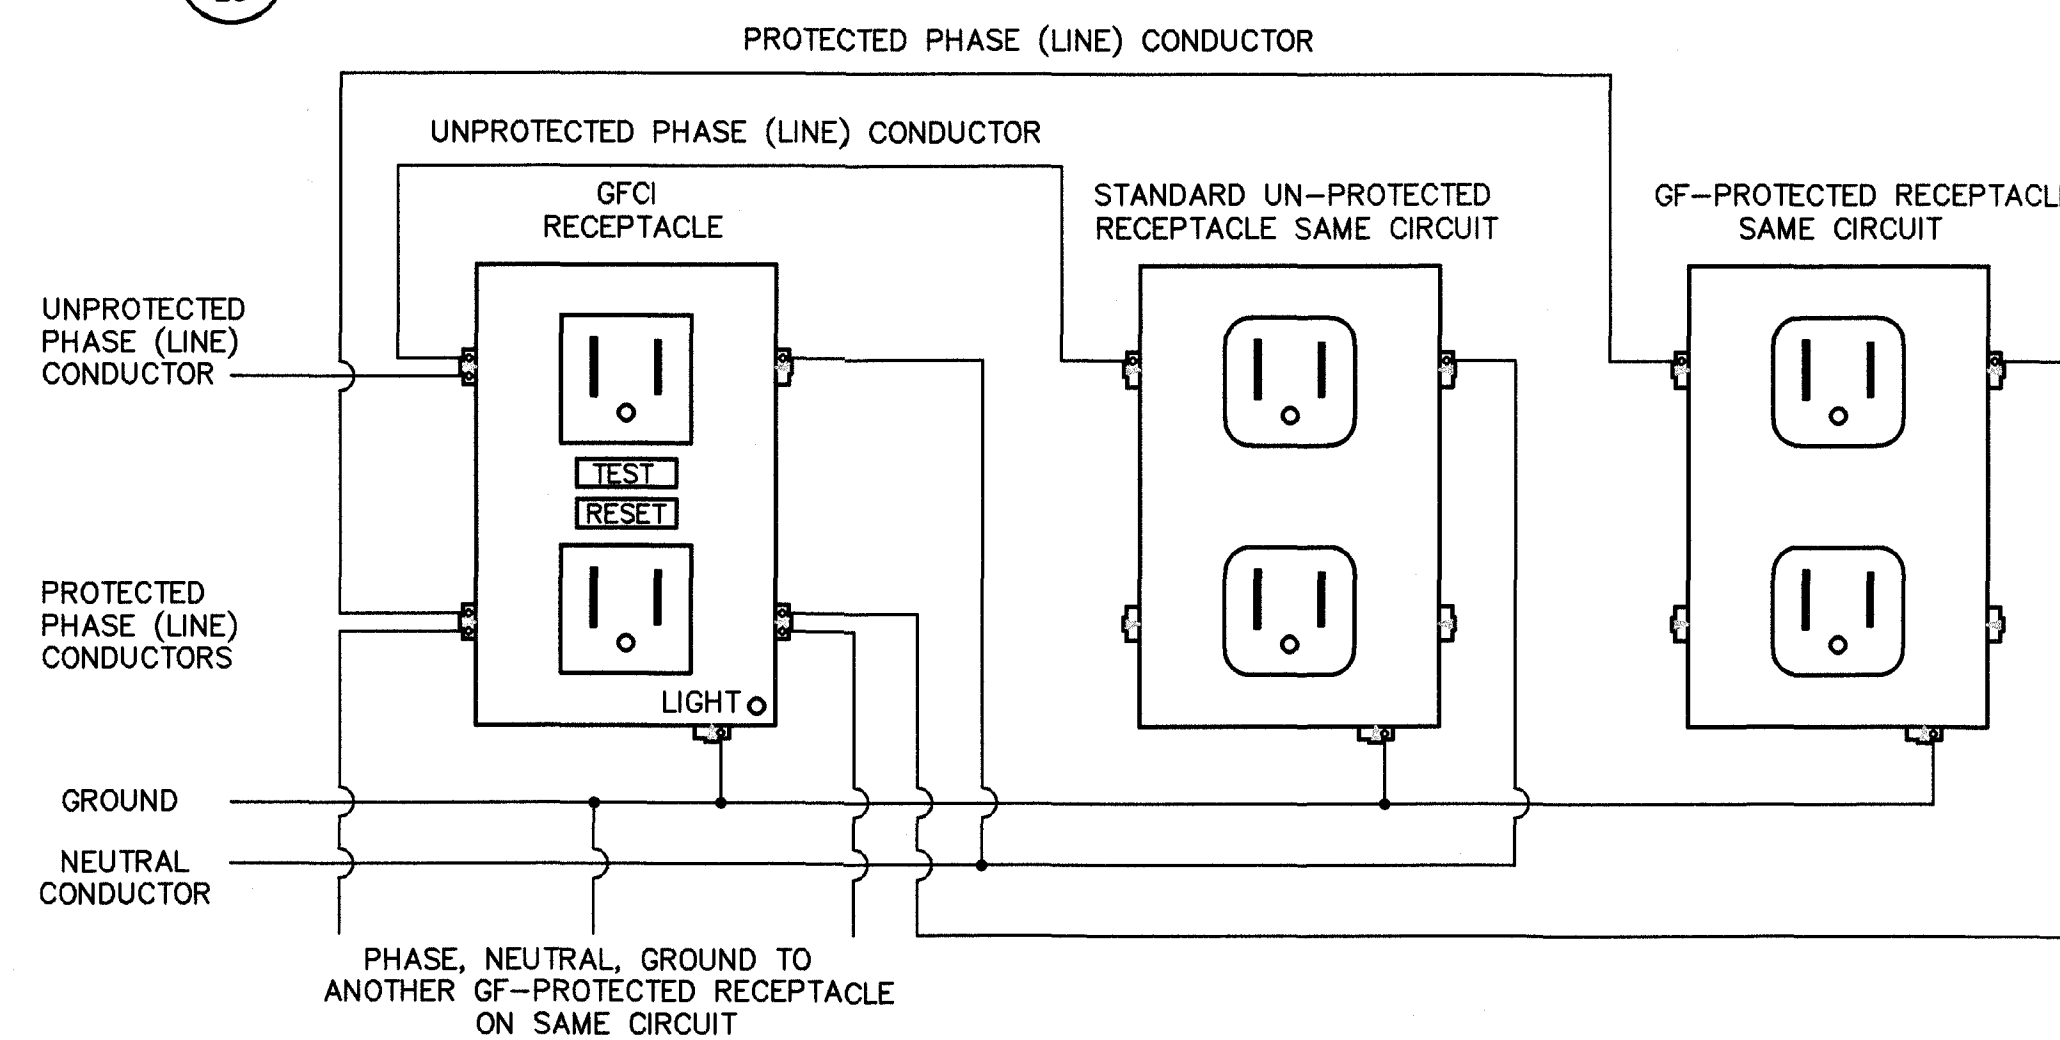 PROTECTED PHASE (LINE) CONDUCTOR
UNPROTECTED PHASE (LINE) CONDUCTOR
GFCI
RECEPTACLE
STANDARD UN-PROTECTED
RECEPTACLE SAME CIRCUIT
GF-PROTECTED
SAME CIRCUIT
UNPROTECTED
PHASE (LINE)
CONDUCTOR
TEST
RESET
PROTECTED
PHASE (LINE)
CONDUCTORS
LIGHT
GROUND
NEUTRAL
CONDUCTOR
PHASE, NEUTRAL, GROUND TO
ANOTHER GF-PROTECTED RECEPTACLE
ON SAME CIRCUIT